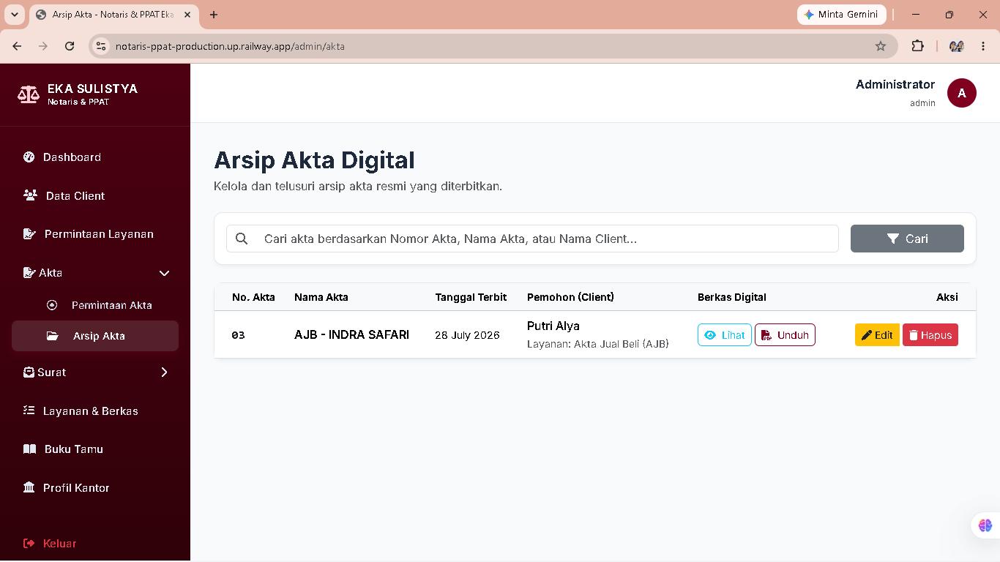 Arsip Akta - Notaris & PPAT Eka
Minta Gemini
notaris-ppat-production.up.railway.app/admin/akta
EKA SULISTYA
Notaris & PPAT
Administrator
admin
A
Dashboard
Data Client
Permintaan Layanan
Akta
Permintaan Akta
Arsip Akta
Surat
Layanan & Berkas
Buku Tamu
Profil Kantor
Keluar
Arsip Akta Digital
Kelola dan telusuri arsip akta resmi yang diterbitkan.
Cari akta berdasarkan Nomor Akta, Nama Akta, atau Nama Client...
Cari
No. Akta Nama Akta Tanggal Terbit Pemohon (Client) Berkas Digital Aksi
03 AJB - INDRA SAFARI 28 July 2026 Putri Alya Lihat Unduh Edit Hapus
Layanan: Akta Jual Beli (AJB)